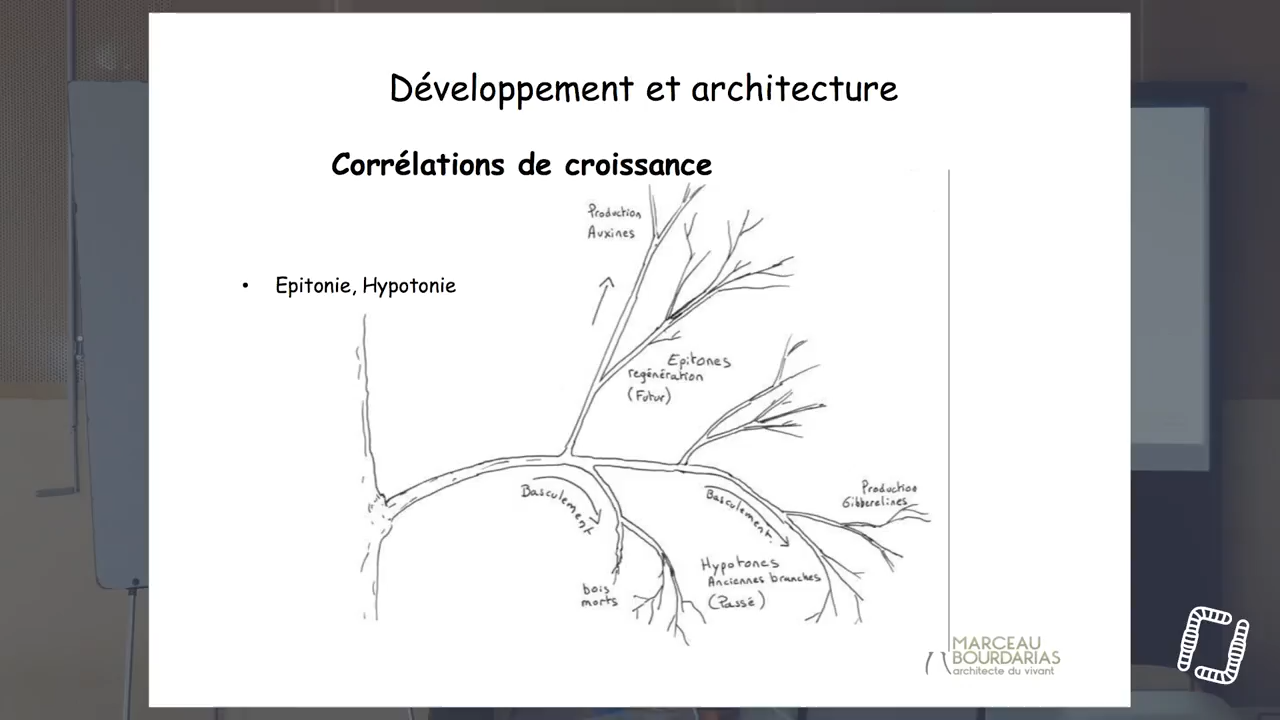 Développement et architecture
Corrélations de croissance
Production
Auxines
• Epitonie, Hypotonie
Epitones
regénération
(Futur)
Basculement
Basculement.
Production
Gibberelines
Hypotones
Anciennes branches
(Passé)
bois
morts
MARCEAU
BOURDARIAS
architecte du vivant